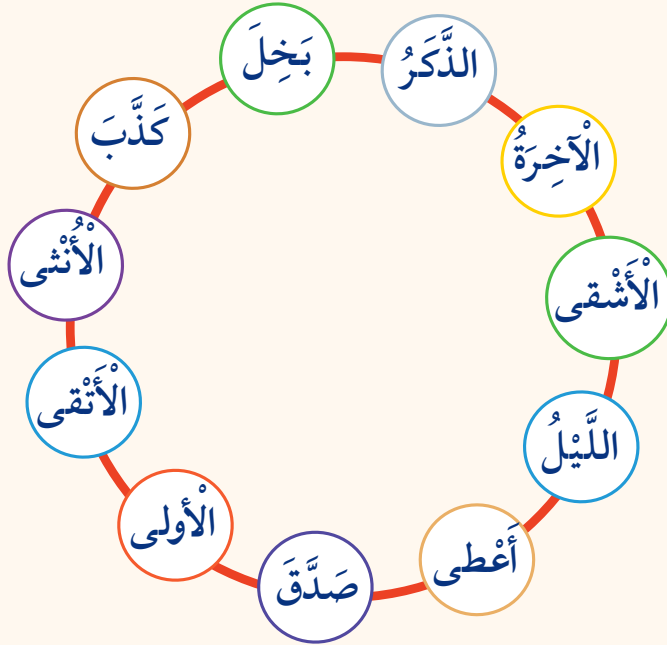 الذَّكَرُ
الْآخِرَةُ
الْأَشْقى
اللَّيْلُ
أَعْطى
صَدَّقَ
الْأولى
الْأَتْقى
الْأُنْثى
كَذَّبَ
بَخِلَ